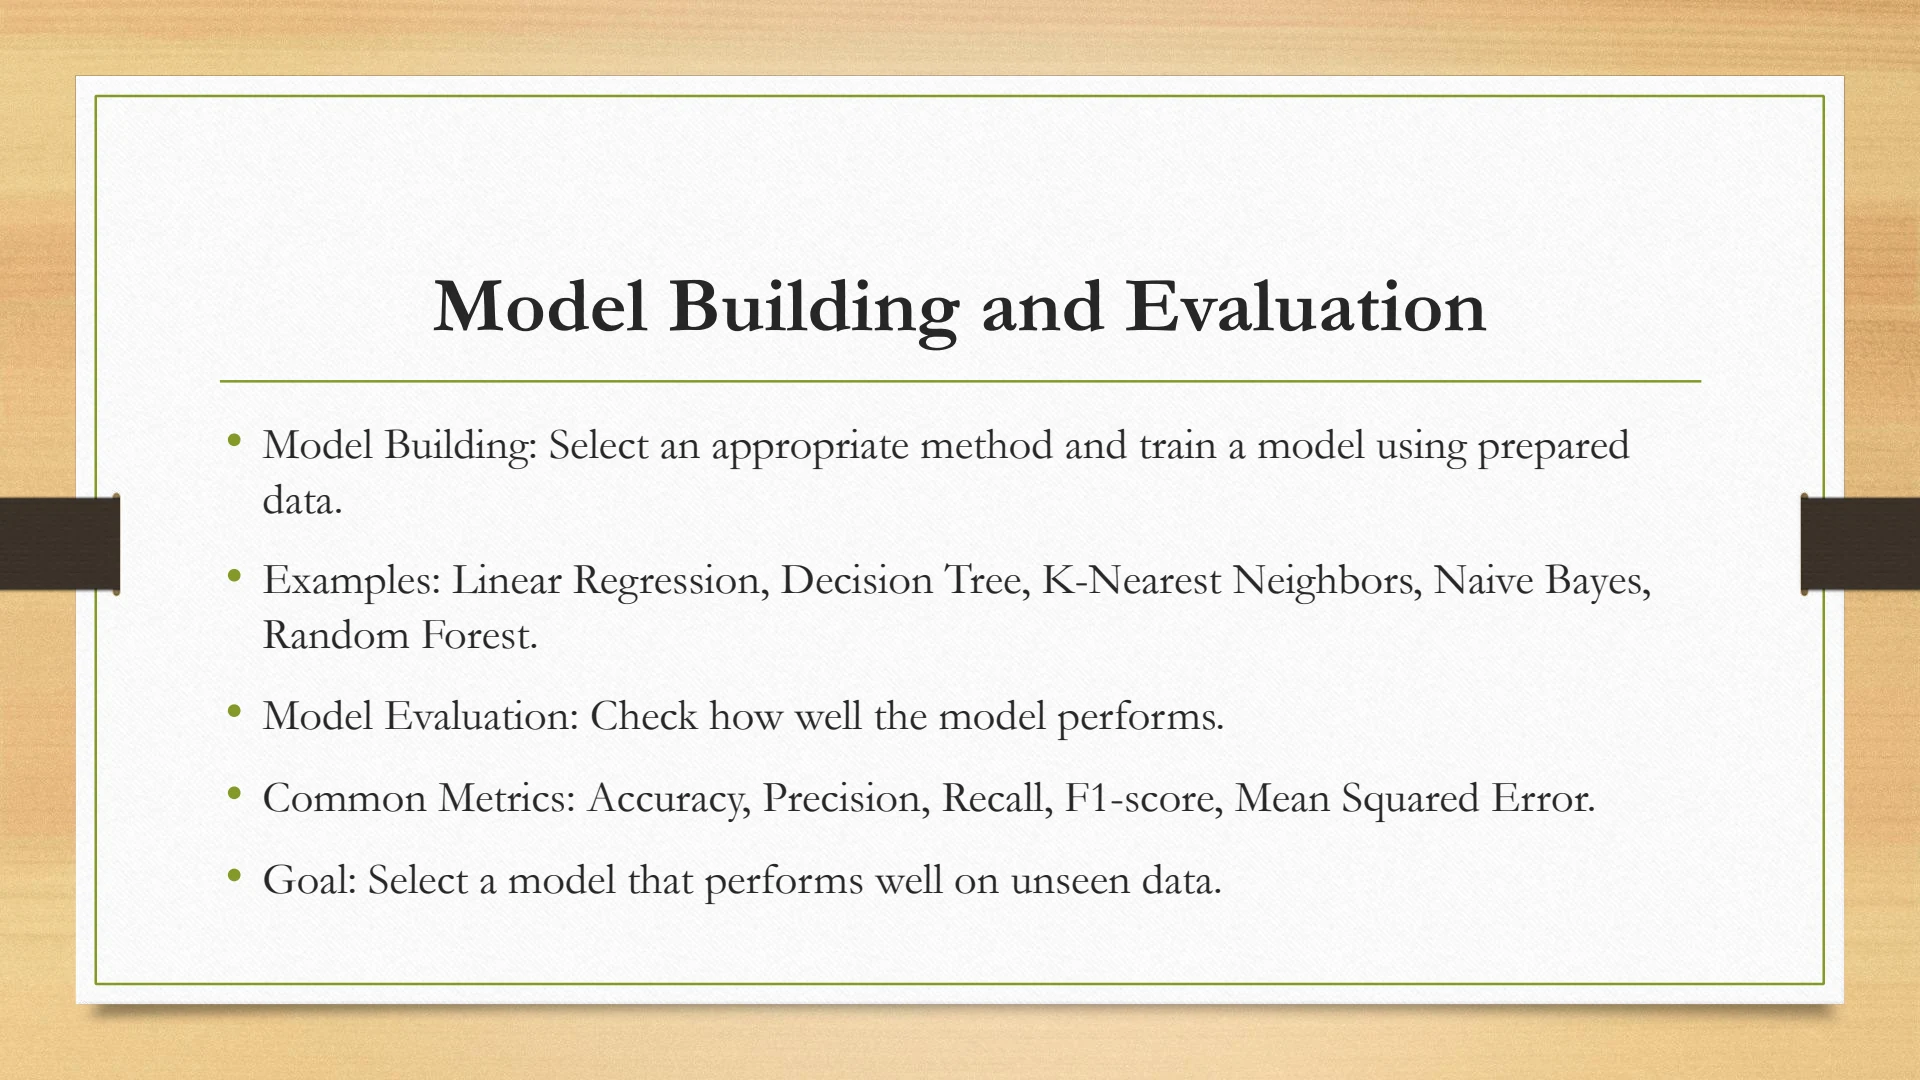 Model Building and Evaluation
• Model Building: Select an appropriate method and train a model using prepared
data.
• Examples: Linear Regression, Decision Tree, K-Nearest Neighbors, Naive Bayes,
Random Forest.
• Model Evaluation: Check how well the model performs.
• Common Metrics: Accuracy, Precision, Recall, F1-score, Mean Squared Error.
• Goal: Select a model that performs well on unseen data.